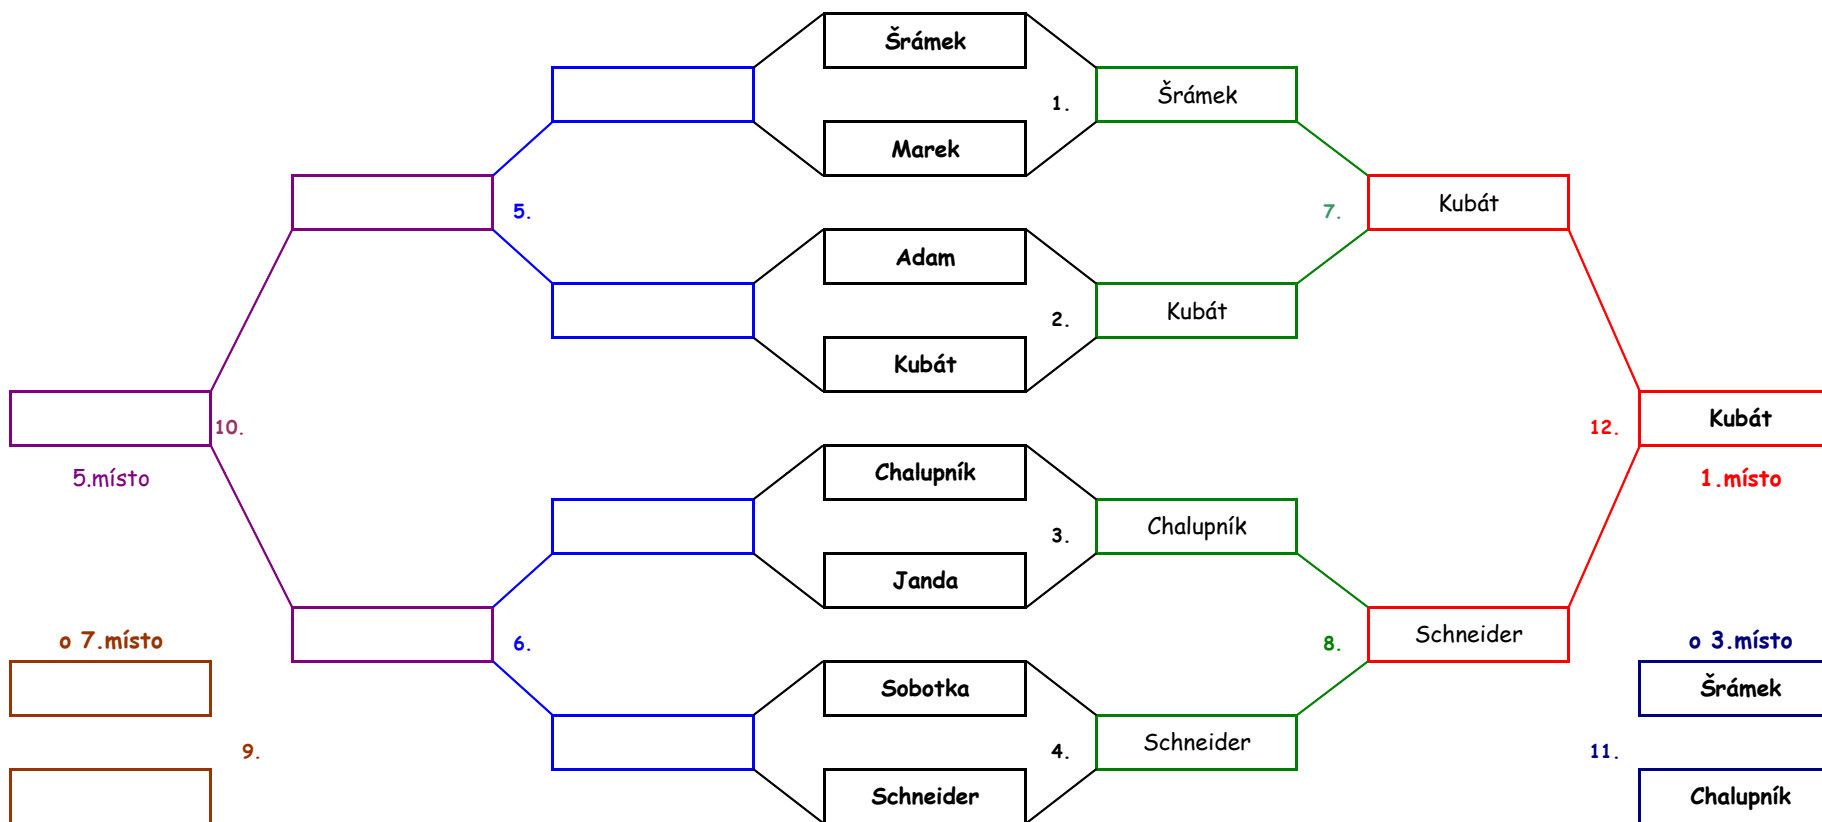 Šrámek
1.
Šrámek
Marek
Kubát
5.
7.
Adam
2.
Kubát
Kubát
10.
12.
Kubát
5.místo
Chalupník
1.místo
3.
Chalupník
Janda
o 7.místo
6.
8.
Schneider
o 3.místo
Sobotka
Šrámek
9.
4.
Schneider
11.
Schneider
Chalupník